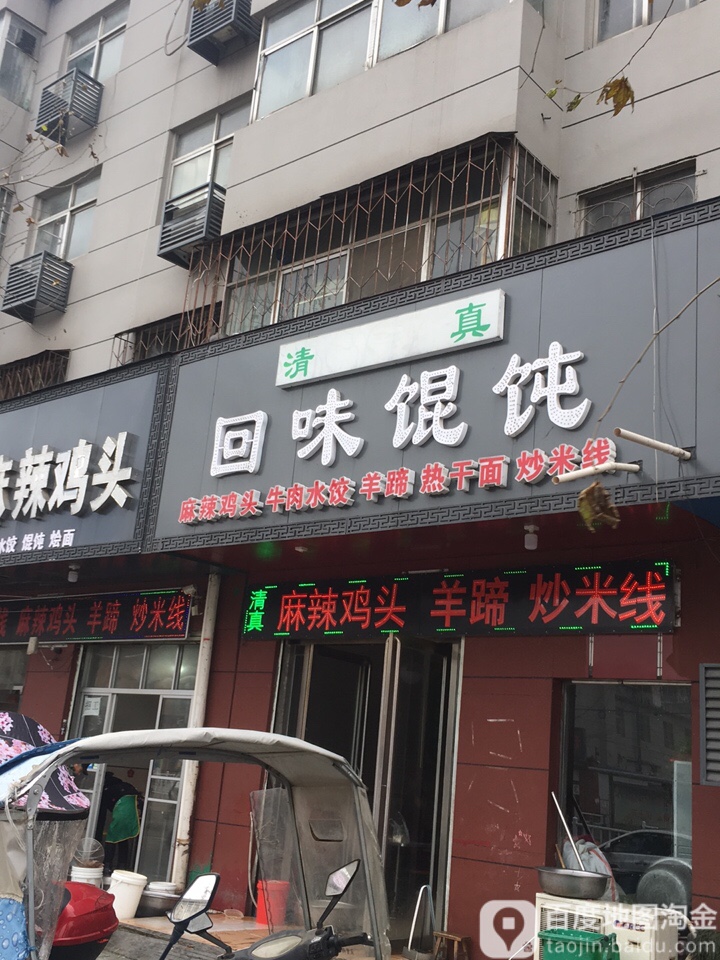 清 真
回味馄饨
麻辣鸡头 牛肉水饺 羊蹄 热干面 炒米线
辣鸡头
水饺 馄饨 烩面
清真 麻辣鸡头 羊蹄 炒米线
麻辣鸡头 羊蹄 炒米线
百度地图淘金
taojin.baidu.com